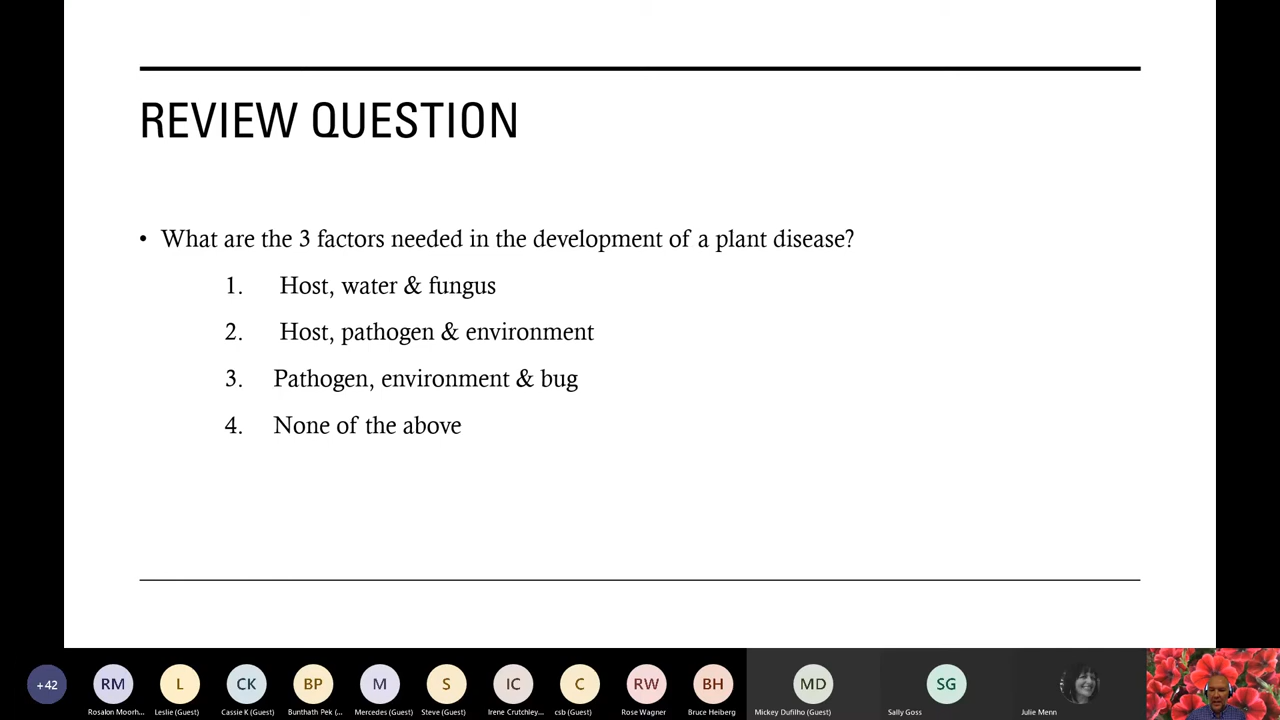 REVIEW QUESTION
• What are the 3 factors needed in the development of a plant disease?
1. Host, water & fungus
2. Host, pathogen & environment
3. Pathogen, environment & bug
4. None of the above
+42 RM L CK BP M S IC C RW BH MD SG
Rosalon Moorh... Leslie (Guest) Cassie K (Guest) Bunthath Pek (... Mercedes (Guest) Steve (Guest) Irene Crutchley... csb (Guest) Rose Wagner Bruce Heiberg Mickey Dufilho (Guest) Sally Goss Julie Menn